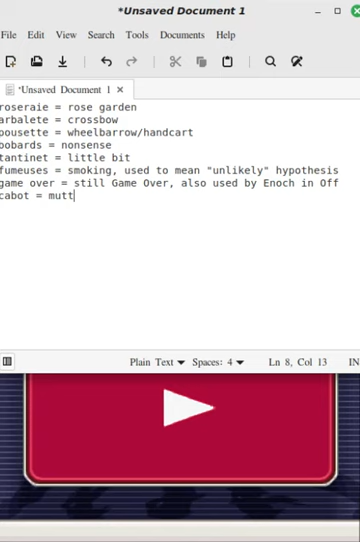 *Unsaved Document 1
File Edit View Search Tools Documents Help
*Unsaved Document 1
roseraie = rose garden
arbalete = crossbow
pousette = wheelbarrow/handcart
bobards = nonsense
tantinet = little bit
fumeuses = smoking, used to mean "unlikely" hypothesis
game over = still Game Over, also used by Enoch in Off
cabot = mutt
Plain Text Spaces: 4 Ln 8, Col 13 IN